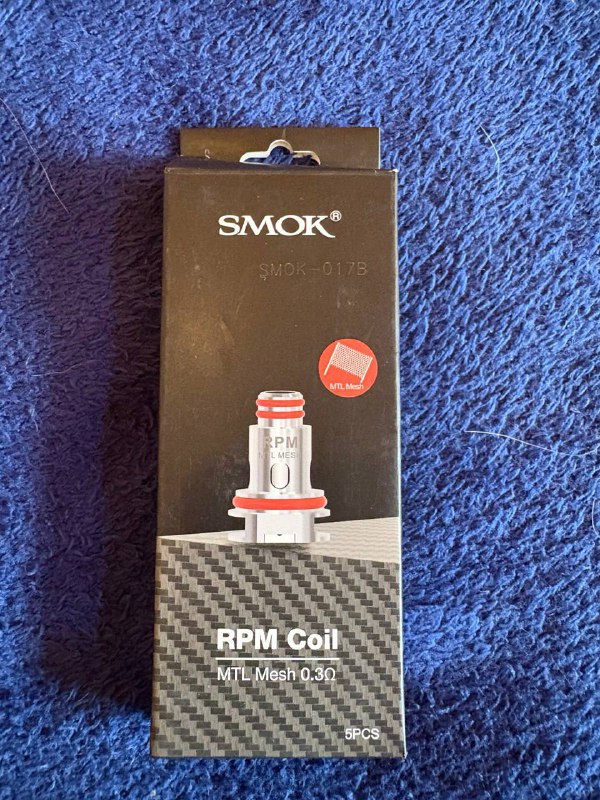 SMOK®
SMOK-017B
MTL Mesh
RPM
MTL MESH
RPM Coil
MTL Mesh 0.3Ω
5PCS